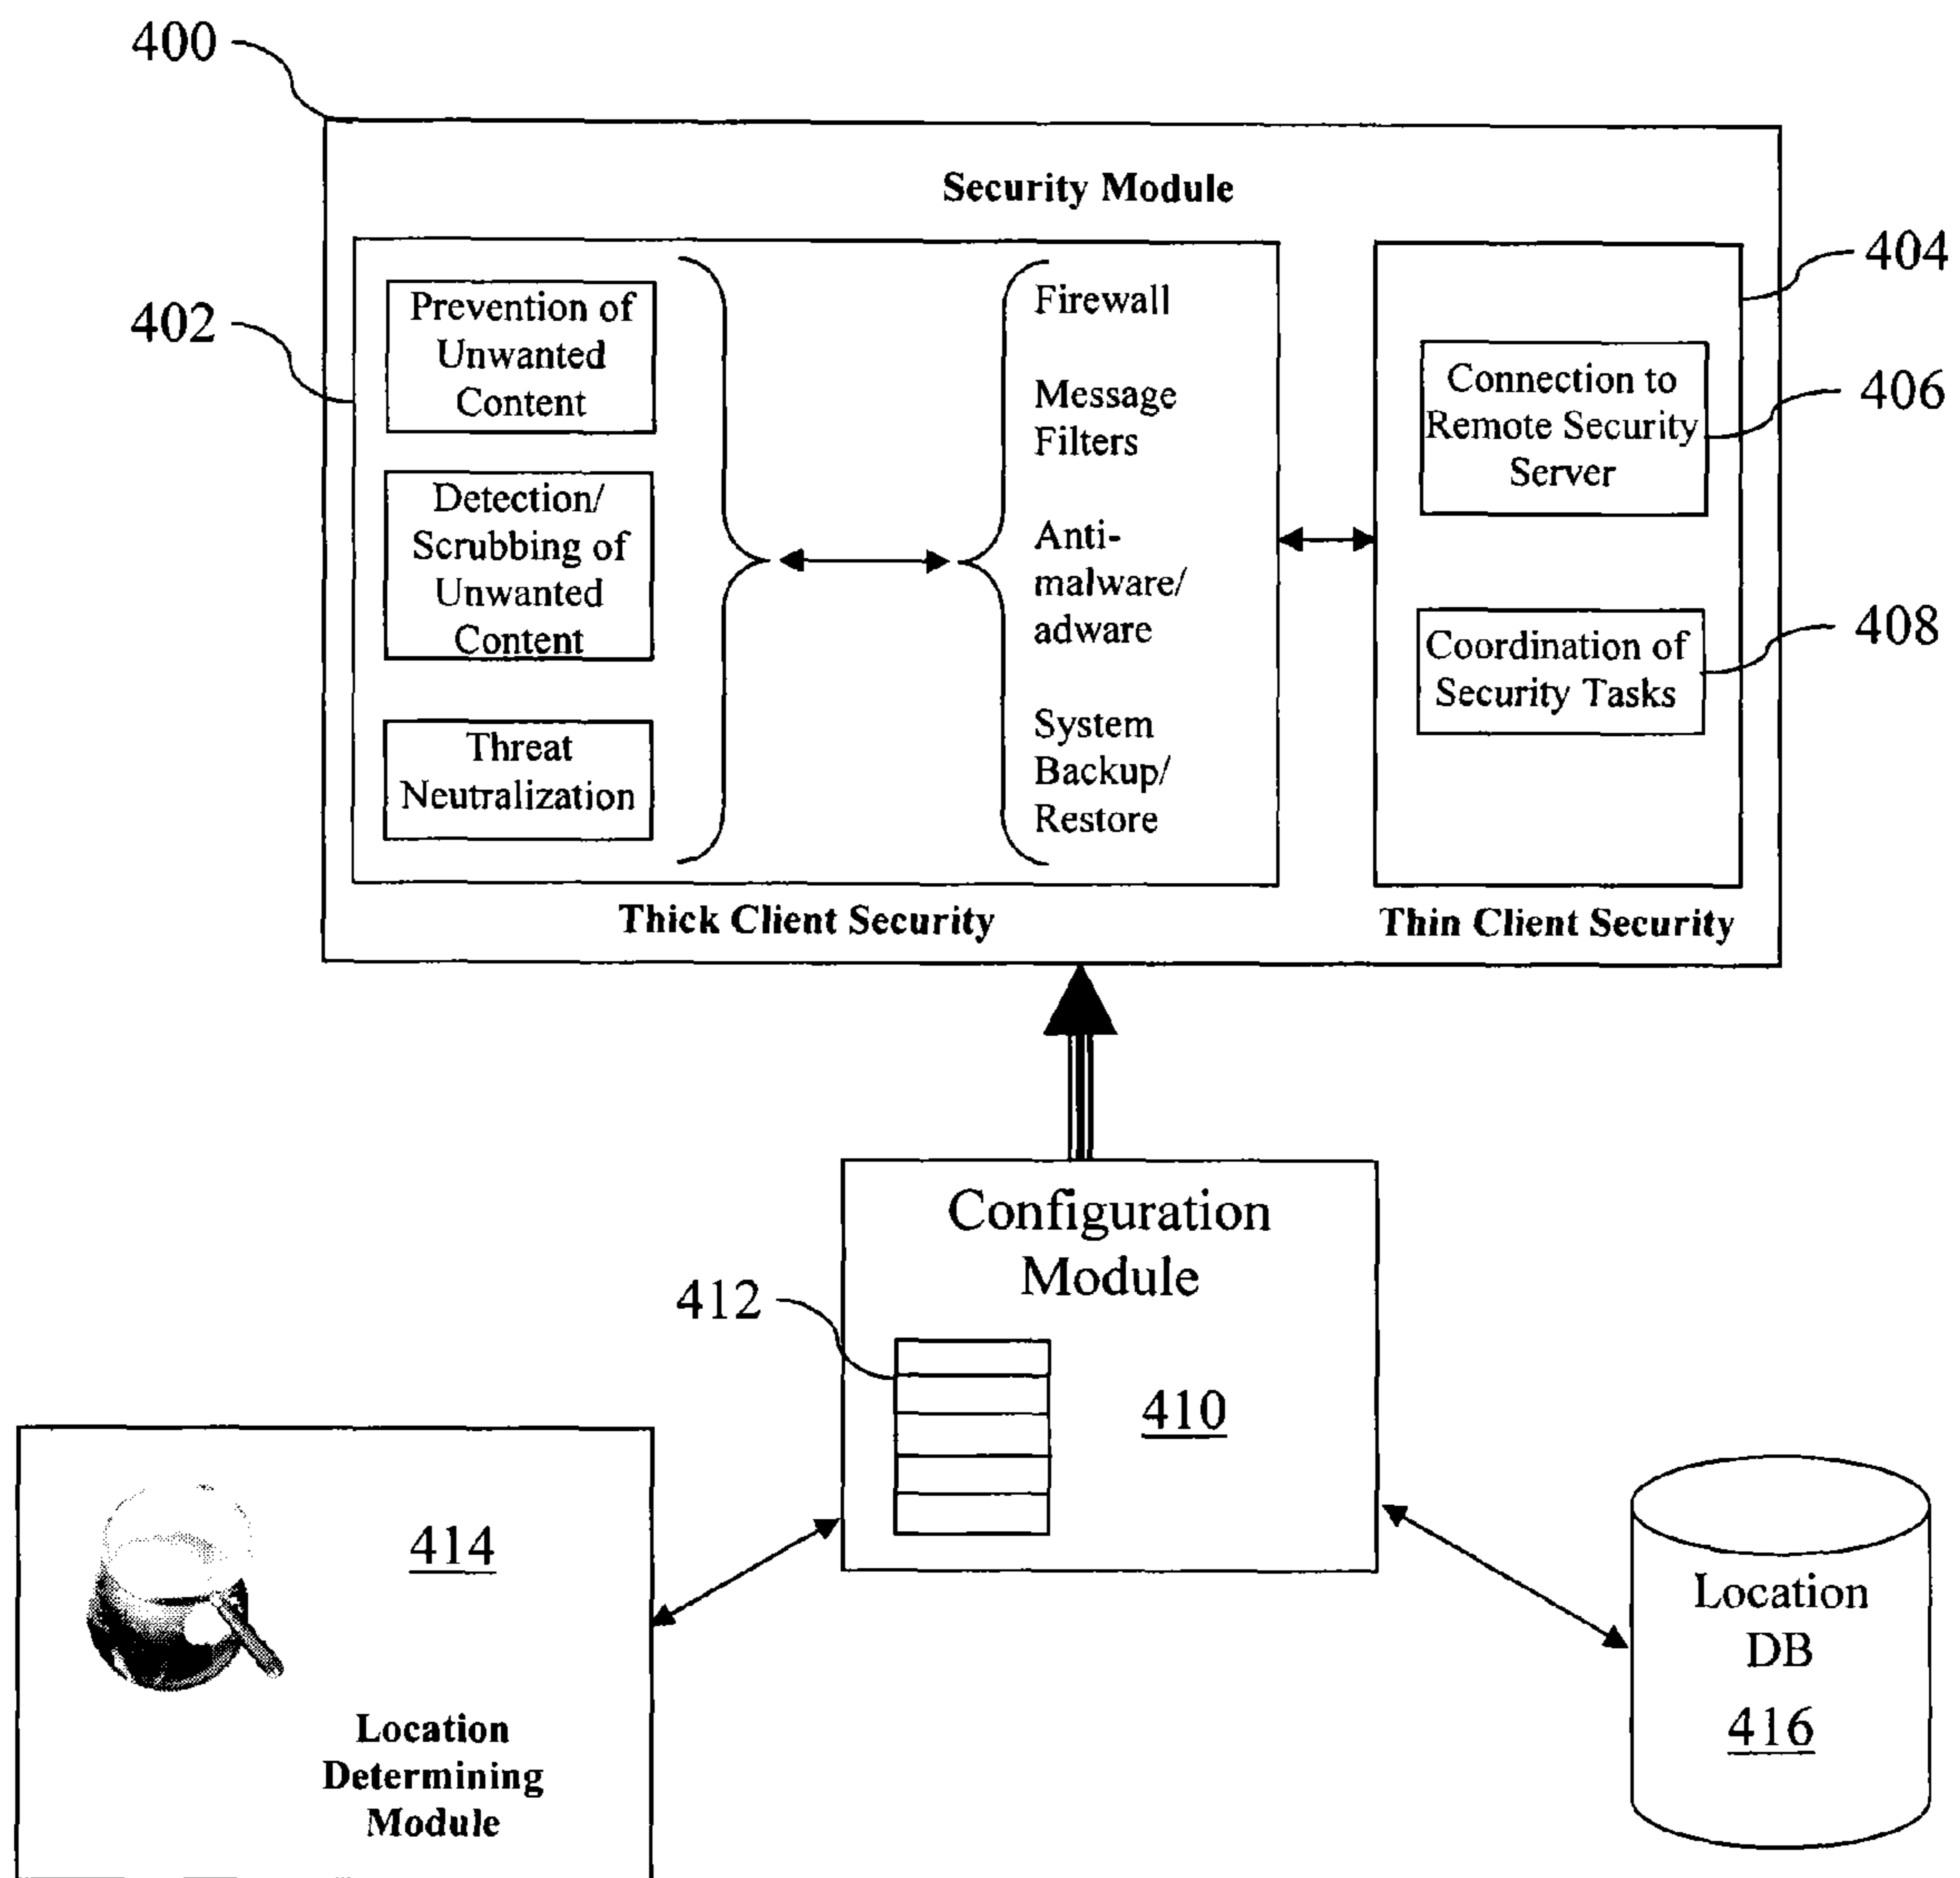 400
Security Module
402
Prevention of
Unwanted
Content
Detection/
Scrubbing of
Unwanted
Content
Threat
Neutralization
Firewall
Message
Filters
Anti-
malware/
adware
System
Backup/
Restore
Thick Client Security
404
Connection to
Remote Security
Server
406
Coordination of
Security Tasks
408
Thin Client Security
Configuration
Module
412
410
414
Location
Determining
Module
Location
DB
416